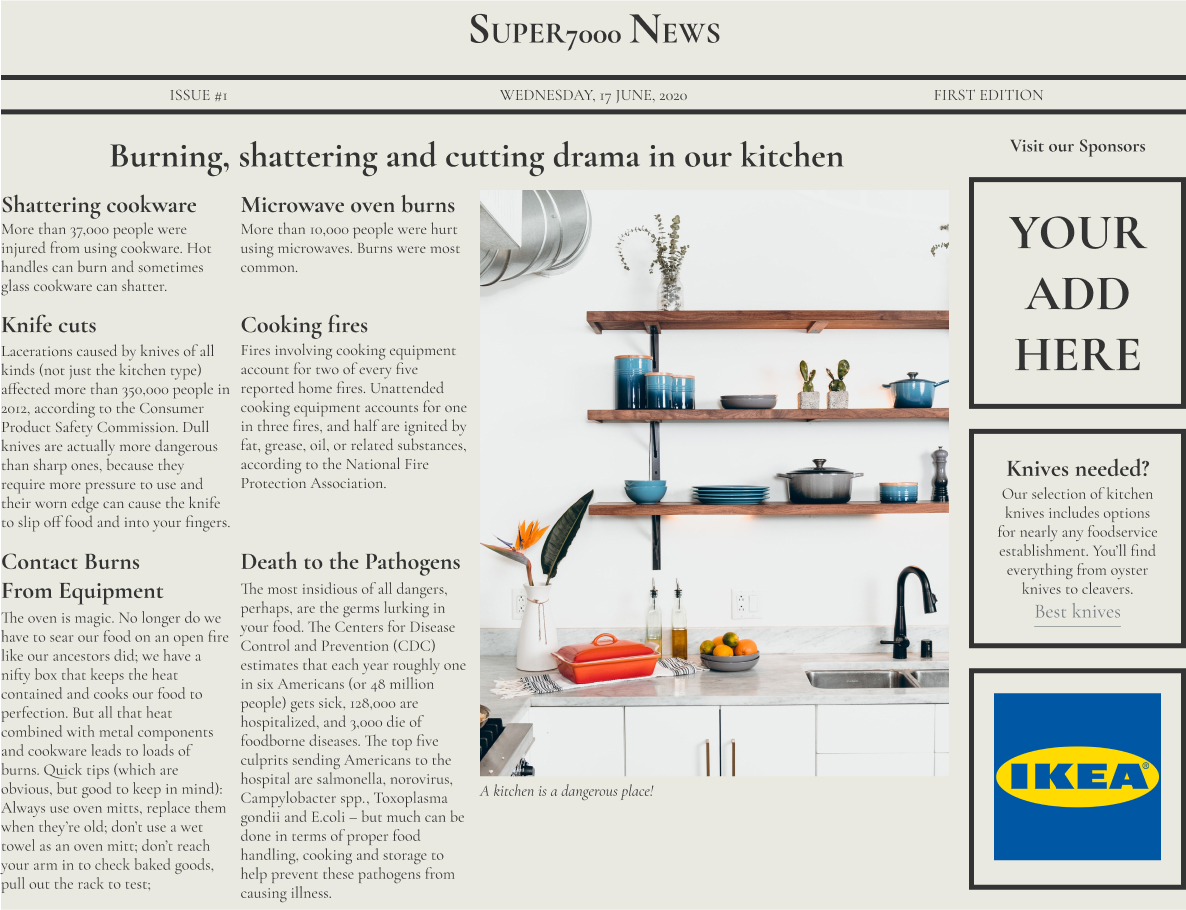 Super7000 News
ISSUE #1
WEDNESDAY, 17 JUNE, 2020
FIRST EDITION
Burning, shattering and cutting drama in our kitchen
Shattering cookware
More than 37,000 people were
injured from using cookware. Hot
handles can burn and sometimes
glass cookware can shatter.
Knife cuts
Lacerations caused by knives of all
kinds (not just the kitchen type)
affected more than 350,000 people in
2012, according to the Consumer
Product Safety Commission. Dull
knives are actually more dangerous
than sharp ones, because they
require more pressure to use and
their worn edge can cause the knife
to slip off food and into your fingers.
Contact Burns
From Equipment
The oven is magic. No longer do we
have to sear our food on an open fire
like our ancestors did; we have a
nifty box that keeps the heat
contained and cooks our food to
perfection. But all that heat
combined with metal components
and cookware leads to loads of
burns. Quick tips (which are
obvious, but good to keep in mind):
Always use oven mitts, replace them
when they're old; don't use a wet
towel as an oven mitt; don't reach
your arm in to check baked goods,
pull out the rack to test;
Microwave oven burns
More than 10,000 people were hurt
using microwaves. Burns were most
common.
Cooking fires
Fires involving cooking equipment
account for two of every five
reported home fires. Unattended
cooking equipment accounts for one
in three fires, and half are ignited by
fat, grease, oil, or related substances,
according to the National Fire
Protection Association.
Death to the Pathogens
The most insidious of all dangers,
perhaps, are the germs lurking in
your food. The Centers for Disease
Control and Prevention (CDC)
estimates that each year roughly one
in six Americans (or 48 million
people) gets sick, 128,000 are
hospitalized, and 3,000 die of
foodborne diseases. The top five
culprits sending Americans to the
hospital are salmonella, norovirus,
Campylobacter spp., Toxoplasma
gondii and E.coli – but much can be
done in terms of proper food
handling, cooking and storage to
help prevent these pathogens from
causing illness.
A kitchen is a dangerous place!
Visit our Sponsors
YOUR
ADD
HERE
Knives needed?
Our selection of kitchen
knives includes options
for nearly any foodservice
establishment. You'll find
everything from oyster
knives to cleavers.
Best knives
IKEA®